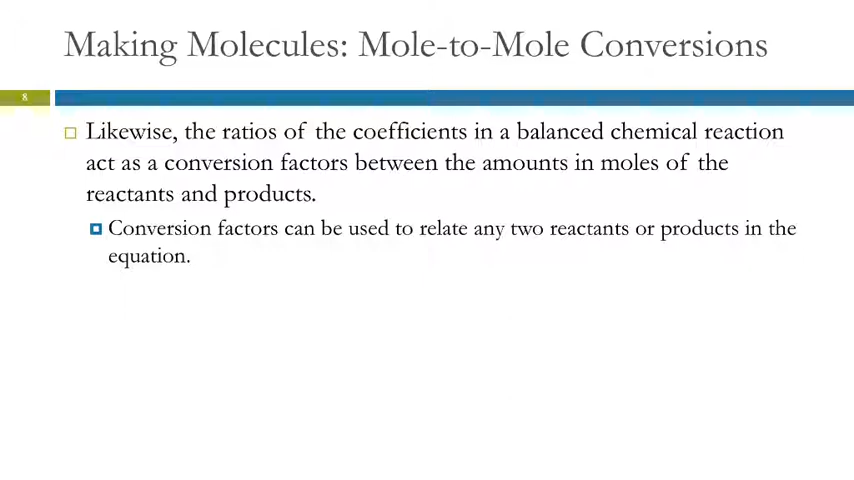 Making Molecules: Mole-to-Mole Conversions
8
Likewise, the ratios of the coefficients in a balanced chemical reaction
act as a conversion factors between the amounts in moles of the
reactants and products.
Conversion factors can be used to relate any two reactants or products in the
equation.